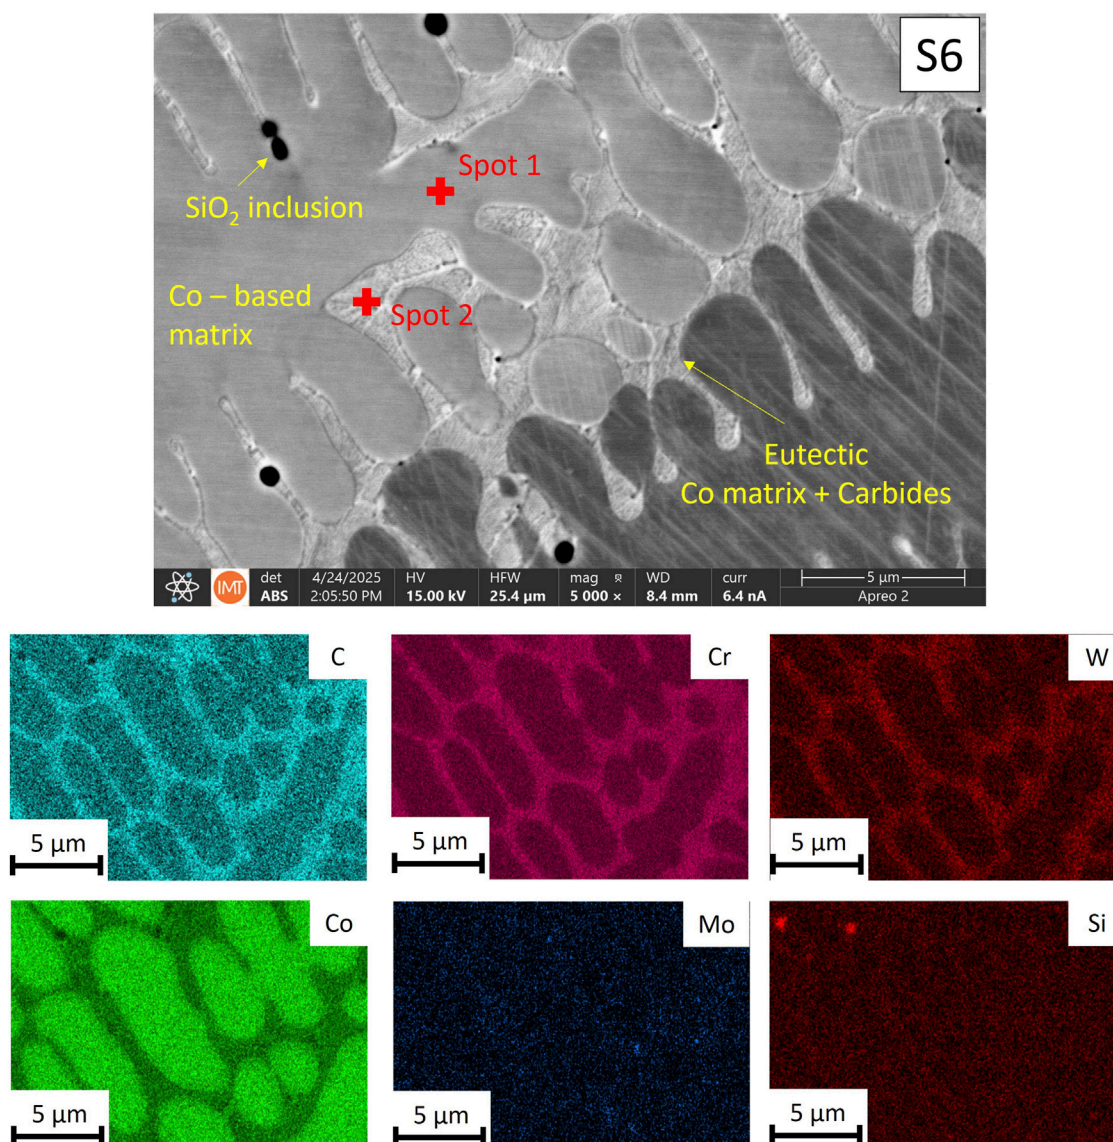 S6
Spot 1
SiO₂ inclusion
Co – based
matrix
Spot 2
Eutectic
Co matrix + Carbides
IMT
det
ABS
4/24/2025
2:05:50 PM
HV
15.00 kV
HFW
25.4 µm
mag
5 000 ×
WD
8.4 mm
curr
6.4 nA
5 µm
Apreo 2
C
5 µm
Cr
5 µm
W
5 µm
Co
5 µm
Mo
5 µm
Si
5 µm